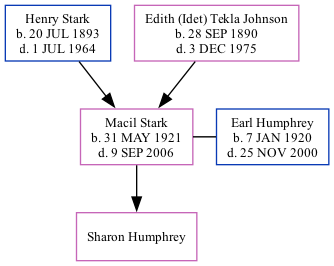 Henry Stark
b. 20 JUL 1893
d. 1 JUL 1964
Edith (Idet) Tekla Johnson
b. 28 SEP 1890
d. 3 DEC 1975
Macil Stark
b. 31 MAY 1921
d. 9 SEP 2006
Earl Humphrey
b. 7 JAN 1920
d. 25 NOV 2000
Sharon Humphrey